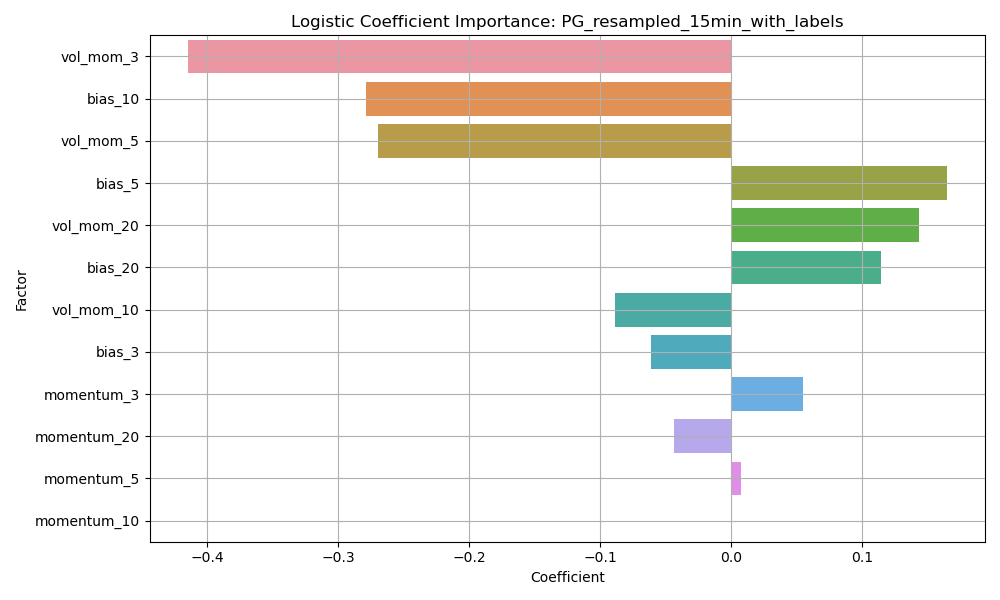 Logistic Coefficient Importance: PG_resampled_15min_with_labels
vol_mom_3
bias_10
vol_mom_5
bias_5
vol_mom_20
bias_20
vol_mom_10
bias_3
momentum_3
momentum_20
momentum_5
momentum_10
Factor
−0.4 −0.3 −0.2 −0.1 0.0 0.1
Coefficient